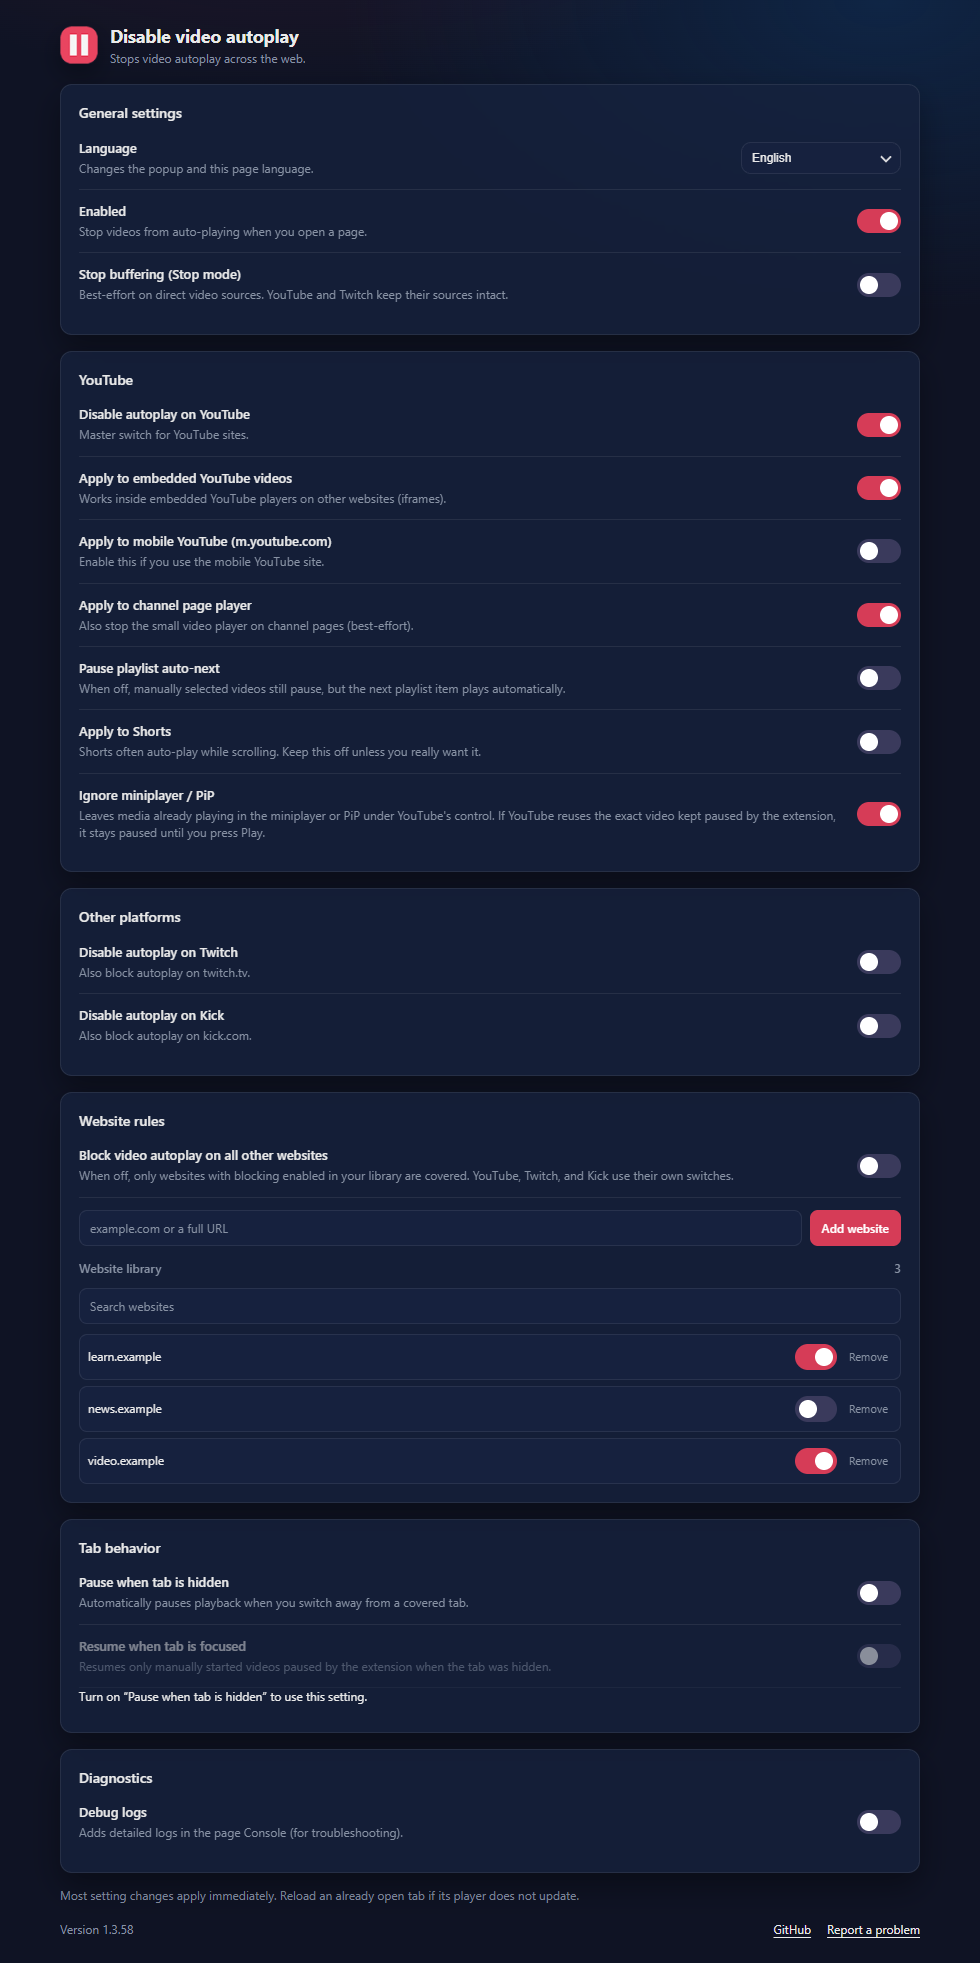 Disable video autoplay
Stops video autoplay across the web.
General settings
Language
Changes the popup and this page language.
English
Enabled
Stop videos from auto-playing when you open a page.
Stop buffering (Stop mode)
Best-effort on direct video sources. YouTube and Twitch keep their sources intact.
YouTube
Disable autoplay on YouTube
Master switch for YouTube sites.
Apply to embedded YouTube videos
Works inside embedded YouTube players on other websites (iframes).
Apply to mobile YouTube (m.youtube.com)
Enable this if you use the mobile YouTube site.
Apply to channel page player
Also stop the small video player on channel pages (best-effort).
Pause playlist auto-next
When off, manually selected videos still pause, but the next playlist item plays automatically.
Apply to Shorts
Shorts often auto-play while scrolling. Keep this off unless you really want it.
Ignore miniplayer / PiP
Leaves media already playing in the miniplayer or PiP under YouTube's control. If YouTube reuses the exact video kept paused by the extension,
it stays paused until you press Play.
Other platforms
Disable autoplay on Twitch
Also block autoplay on twitch.tv.
Disable autoplay on Kick
Also block autoplay on kick.com.
Website rules
Block video autoplay on all other websites
When off, only websites with blocking enabled in your library are covered. YouTube, Twitch, and Kick use their own switches.
example.com or a full URL
Add website
Website library
3
Search websites
learn.example
Remove
news.example
Remove
video.example
Remove
Tab behavior
Pause when tab is hidden
Automatically pauses playback when you switch away from a covered tab.
Resume when tab is focused
Resumes only manually started videos paused by the extension when the tab was hidden.
Turn on “Pause when tab is hidden” to use this setting.
Diagnostics
Debug logs
Adds detailed logs in the page Console (for troubleshooting).
Most setting changes apply immediately. Reload an already open tab if its player does not update.
Version 1.3.58
GitHub
Report a problem